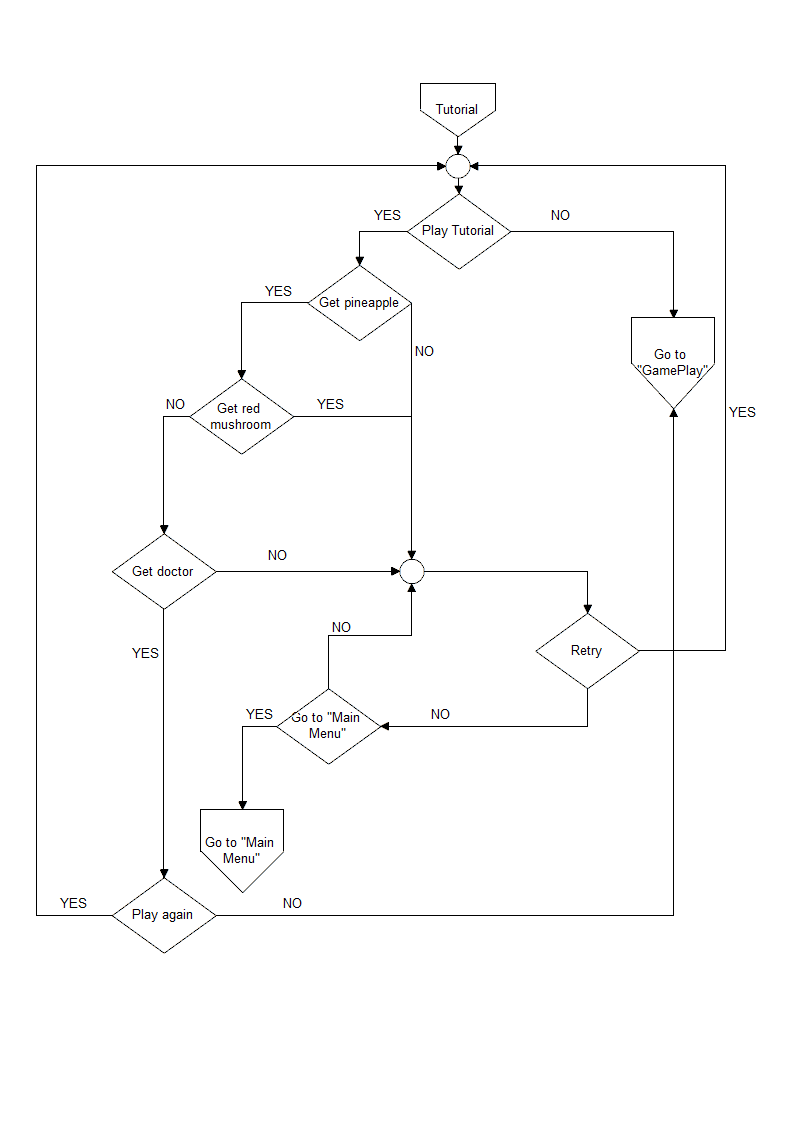 Tutorial
YES
Play Tutorial
NO
YES
Get pineapple
NO
Go to
"GamePlay"
NO
Get red
mushroom
YES
YES
Get doctor
NO
NO
YES
Retry
YES
Go to "Main
Menu"
NO
Go to "Main
Menu"
YES
Play again
NO